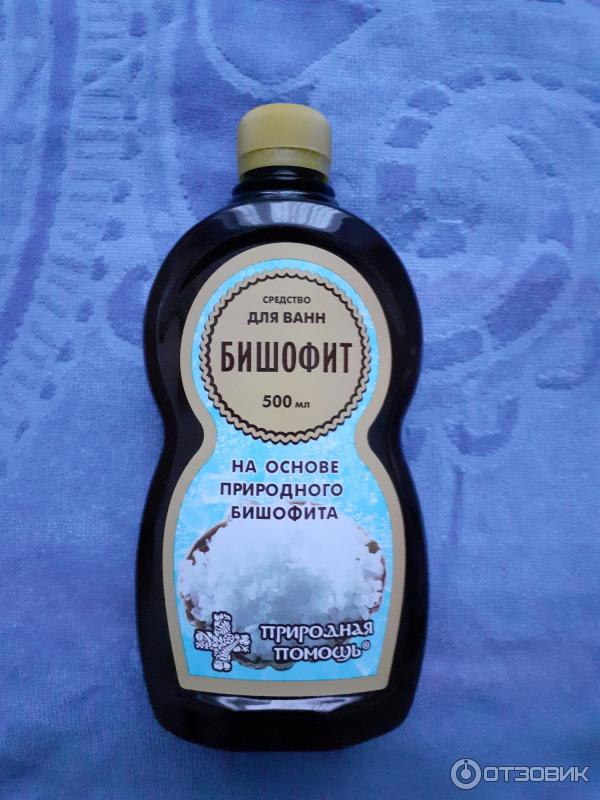 СРЕДСТВО
ДЛЯ ВАНН
БИШОФИТ
500 мл
НА ОСНОВЕ
ПРИРОДНОГО
БИШОФИТА
ПРИРОДНАЯ
ПОМОЩЬ®
ОТЗОВИК